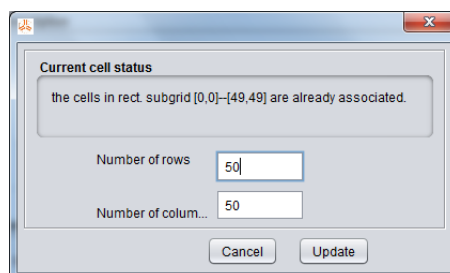 Current cell status
the cells in rect. subgrid [0,0]--[49,49] are already associated.
Number of rows
50
Number of colum...
50
Cancel
Update